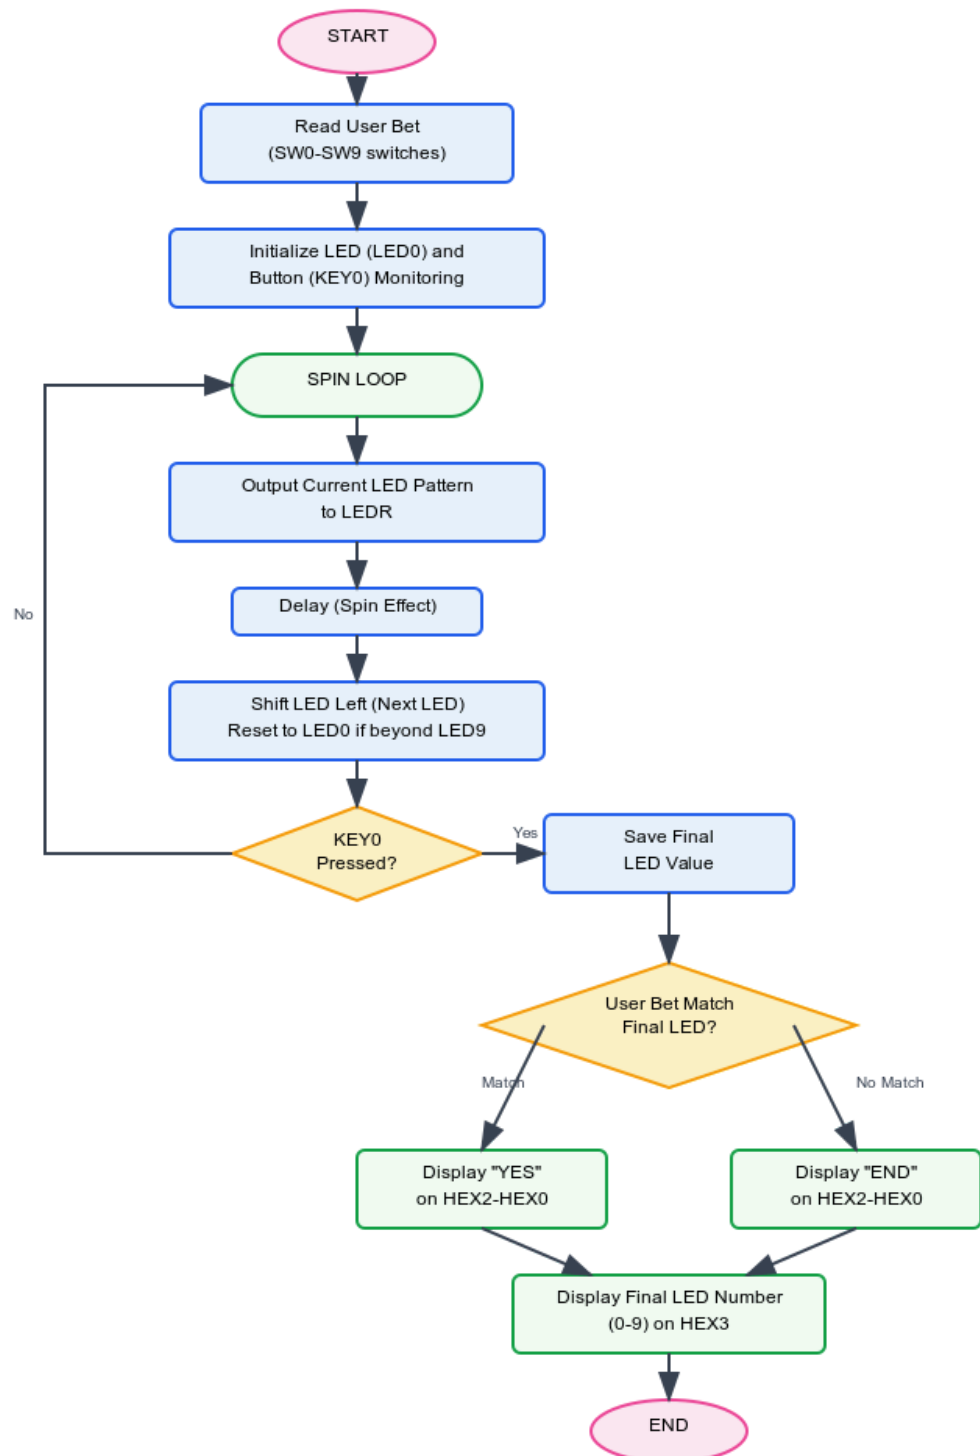 START
Read User Bet
(SW0-SW9 switches)
Initialize LED (LED0) and
Button (KEY0) Monitoring
SPIN LOOP
Output Current LED Pattern
to LEDR
Delay (Spin Effect)
No
Shift LED Left (Next LED)
Reset to LED0 if beyond LED9
KEY0
Pressed?
Yes
Save Final
LED Value
User Bet Match
Final LED?
Match
No Match
Display "YES"
on HEX2-HEX0
Display "END"
on HEX2-HEX0
Display Final LED Number
(0-9) on HEX3
END